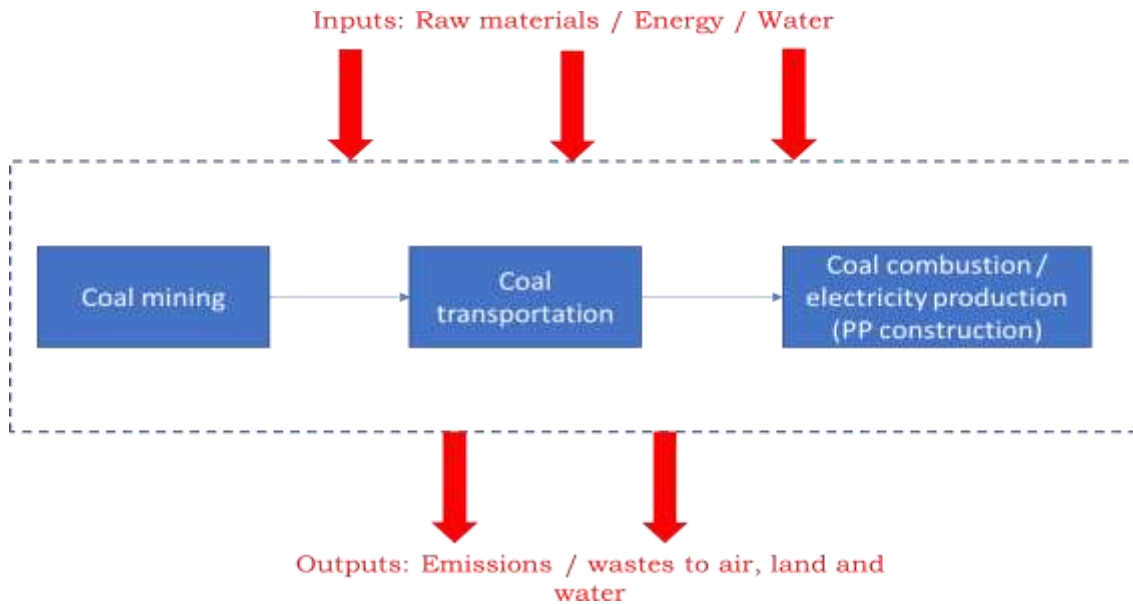 Inputs: Raw materials / Energy / Water
Coal mining
Coal
transportation
Coal combustion /
electricity production
(PP construction)
Outputs: Emissions / wastes to air, land and
water